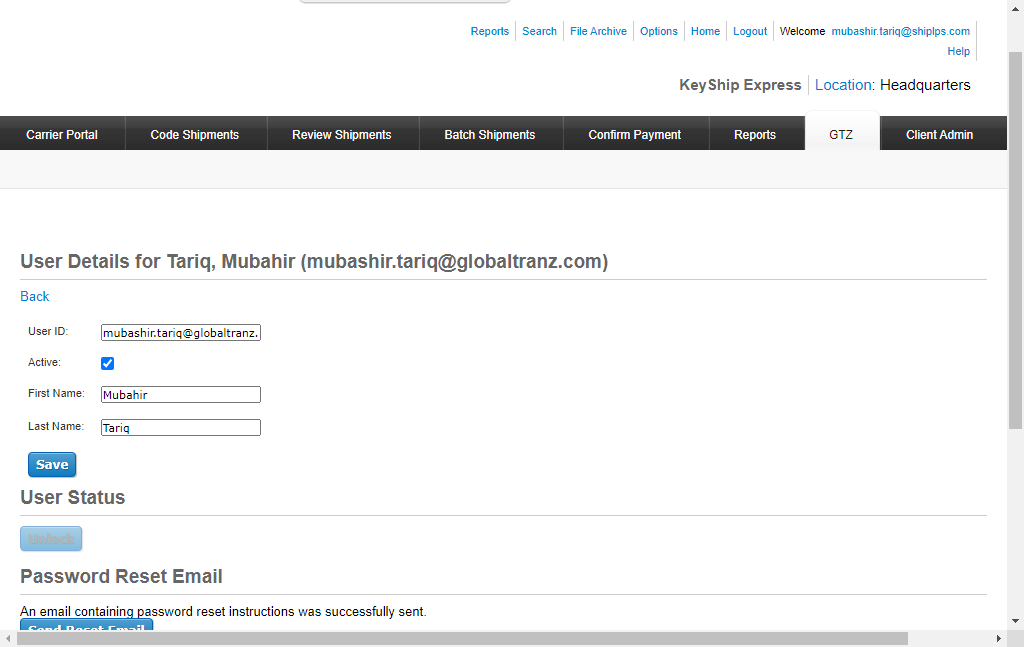 Reports Search File Archive Options Home Logout Welcome mubashir.tariq@shiplps.com
Help
KeyShip Express Location: Headquarters
Carrier Portal Code Shipments Review Shipments Batch Shipments Confirm Payment Reports GTZ Client Admin
User Details for Tariq, Mubahir (mubashir.tariq@globaltranz.com)
Back
User ID: mubashir.tariq@globaltranz.
Active:
First Name: Mubahir
Last Name: Tariq
Save
User Status
Unlock
Password Reset Email
An email containing password reset instructions was successfully sent.
Send Reset Email